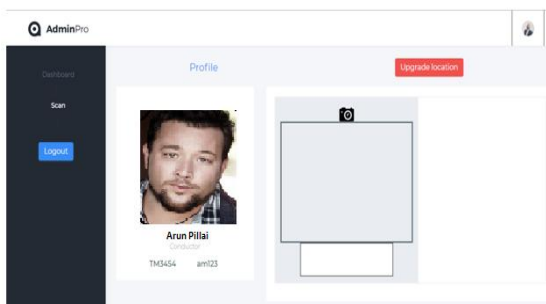 AdminPro
Profile
Upgrade location
Dashboard
Scan
Logout
Arun Pillai
Conductor
TM3454 am123